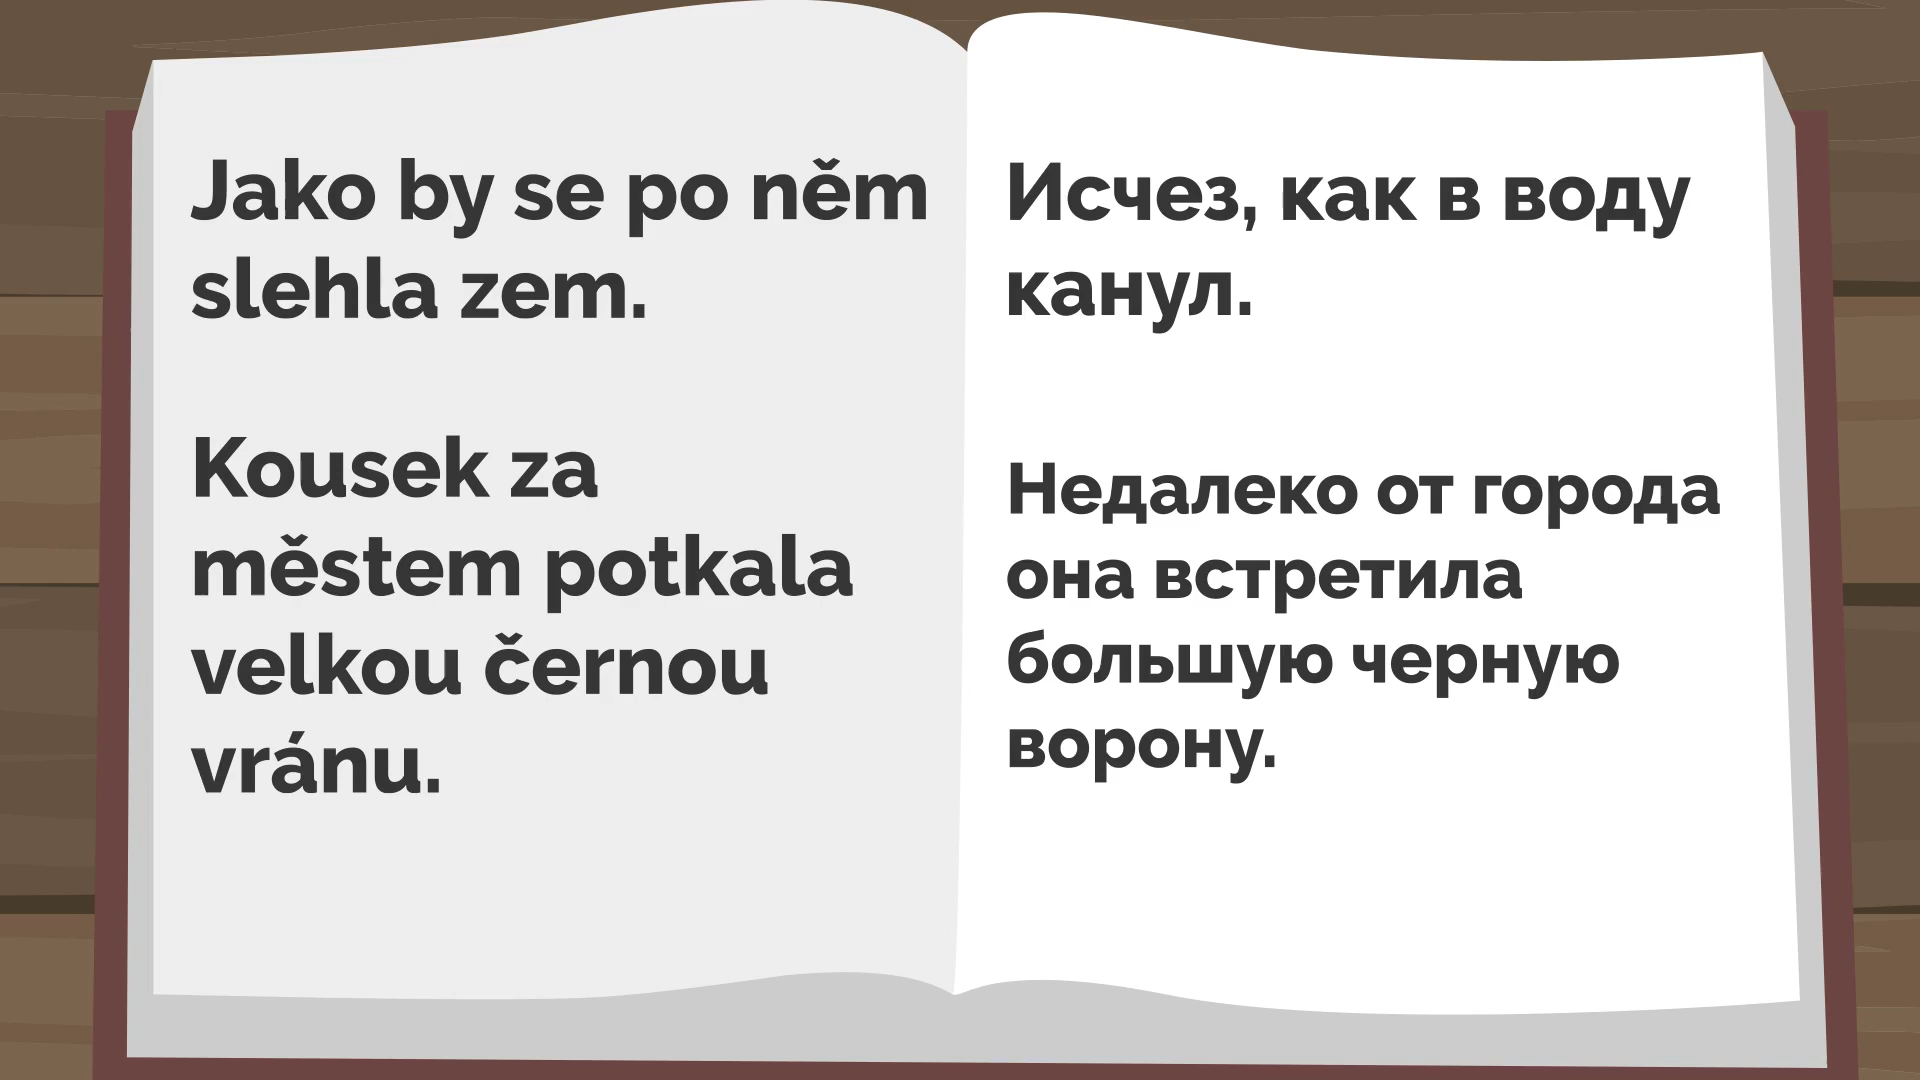 Jako by se po něm
slehla zem.
Kousek za
městem potkala
velkou černou
vránu.
Исчез, как в воду
канул.
Недалеко от города
она встретила
большую черную
ворону.